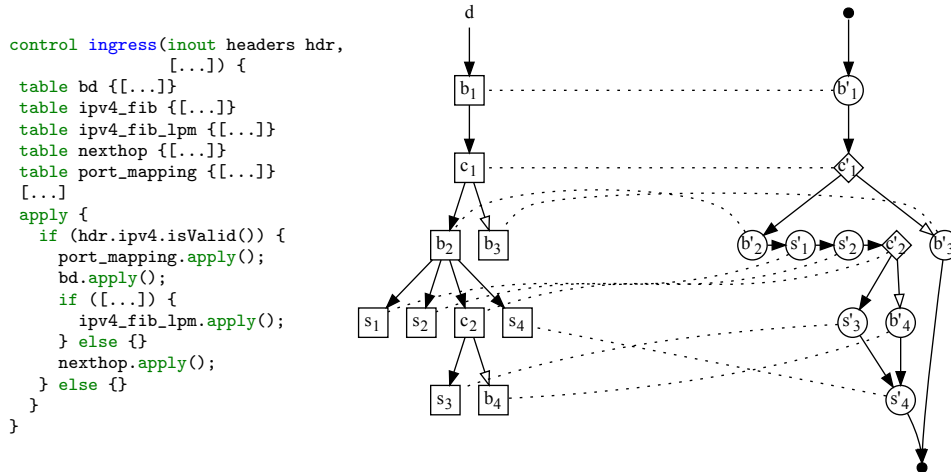 control ingress(inout headers hdr,
[...]) {
table bd {[...]}
table ipv4_fib {[...]}
table ipv4_fib_lpm {[...]}
table nexthop {[...]}
table port_mapping {[...]}
[...]
apply {
if (hdr.ipv4.isValid()) {
port_mapping.apply();
bd.apply();
if ([...]) {
ipv4_fib_lpm.apply();
} else {}
nexthop.apply();
} else {}
}
}
d
b1
c1
b2 b3
s1 s2 c2 s4
s3 b4
b'1
c'1
b'2 s'1 s'2 c'2 b'3
s'3 b'4
s'4